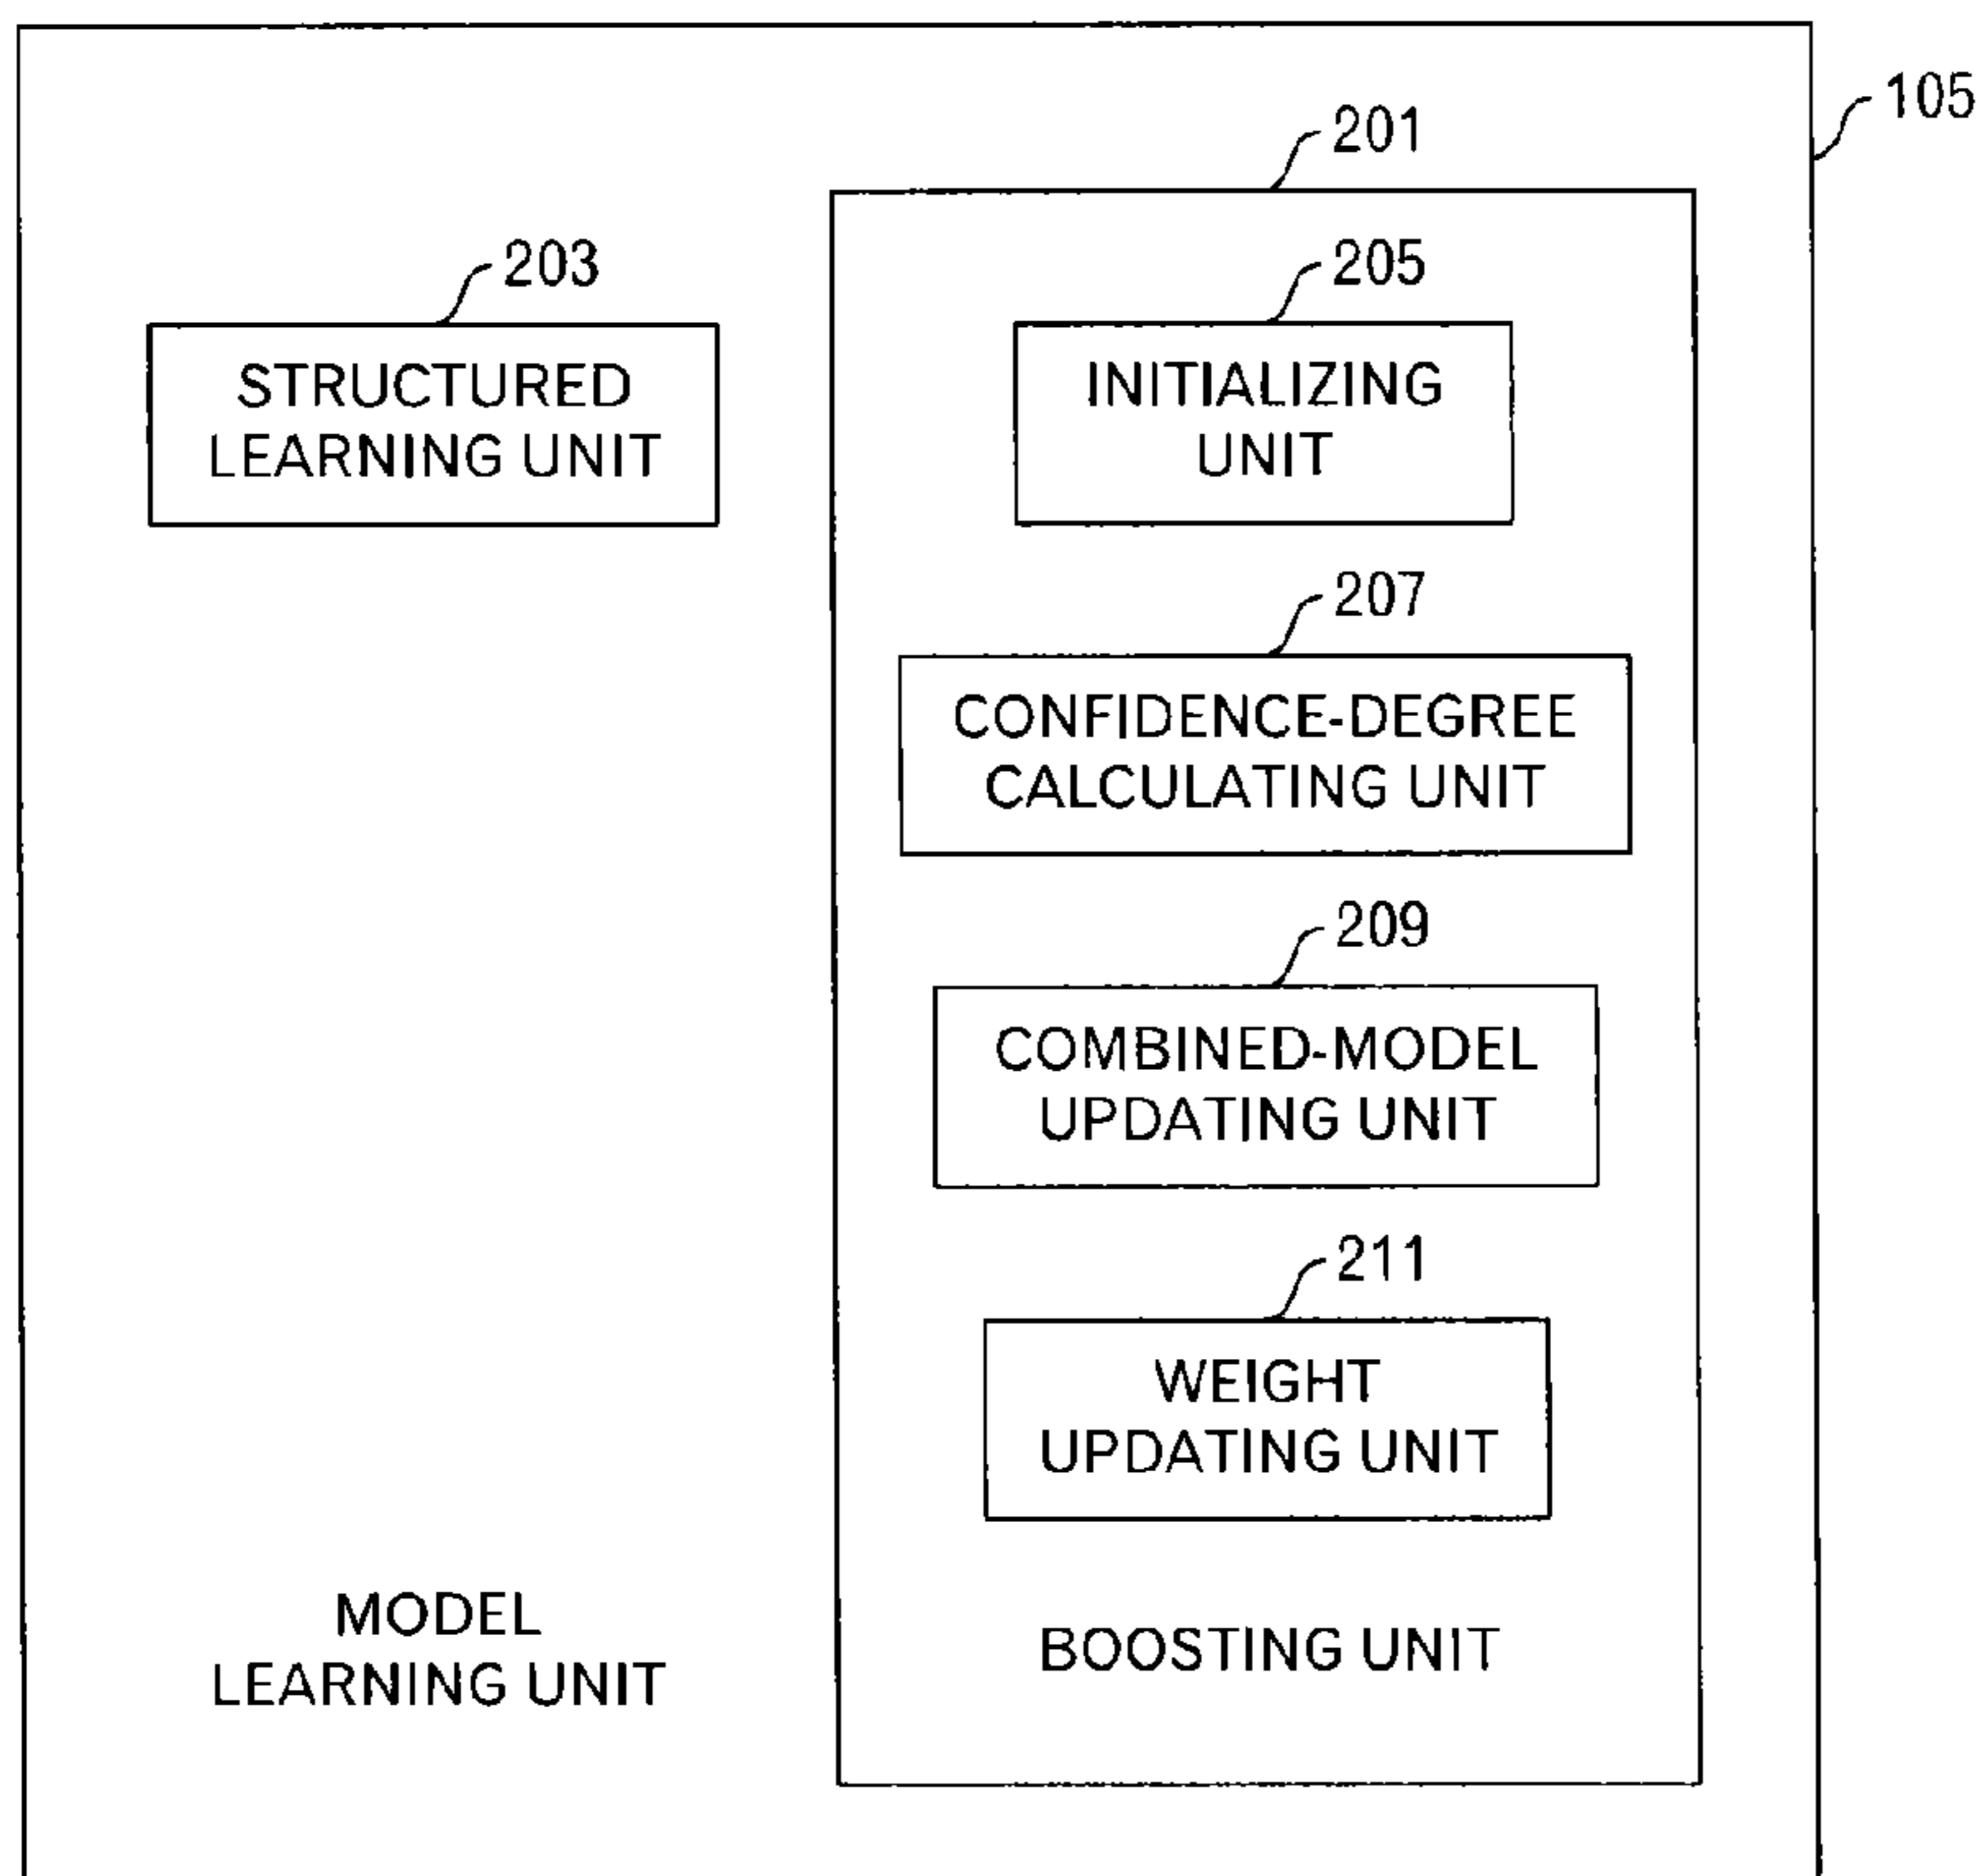 105
201
203
STRUCTURED
LEARNING UNIT
205
INITIALIZING
UNIT
207
CONFIDENCE-DEGREE
CALCULATING UNIT
209
COMBINED-MODEL
UPDATING UNIT
211
WEIGHT
UPDATING UNIT
MODEL
LEARNING UNIT
BOOSTING UNIT